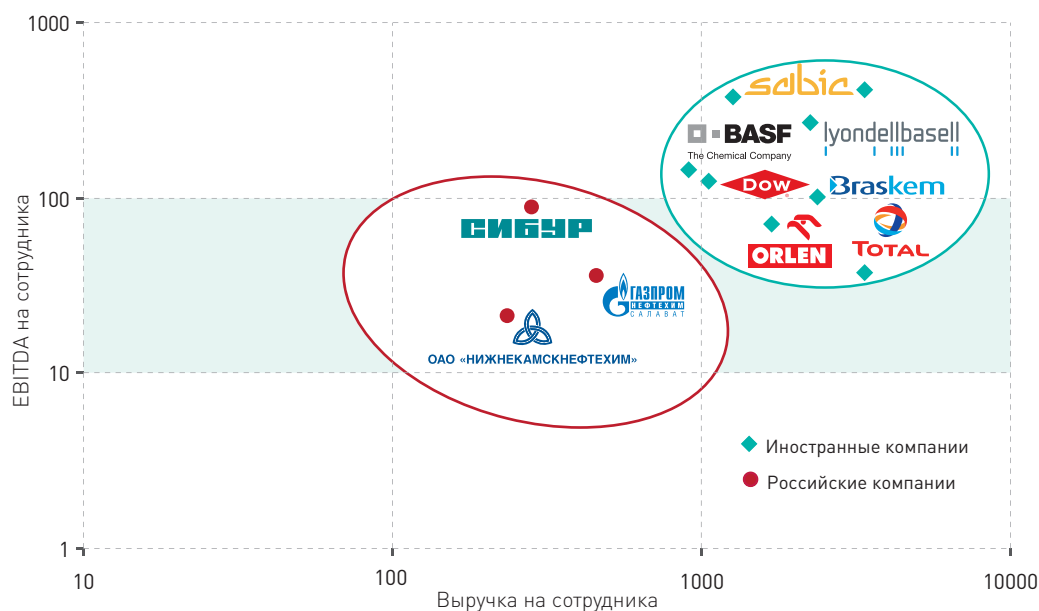 1000
sabic
BASF
The Chemical Company
lyondellbasell
DOW
Braskem
100
СИБУР
ORLEN
TOTAL
ГАЗПРОМ
НЕФТЕХИМ
САЛАВАТ
ОАО «НИЖНЕКАМСКНЕФТЕХИМ»
10
Иностранные компании
Российские компании
1
EBITDA на сотрудника
10
100
1000
10000
Выручка на сотрудника